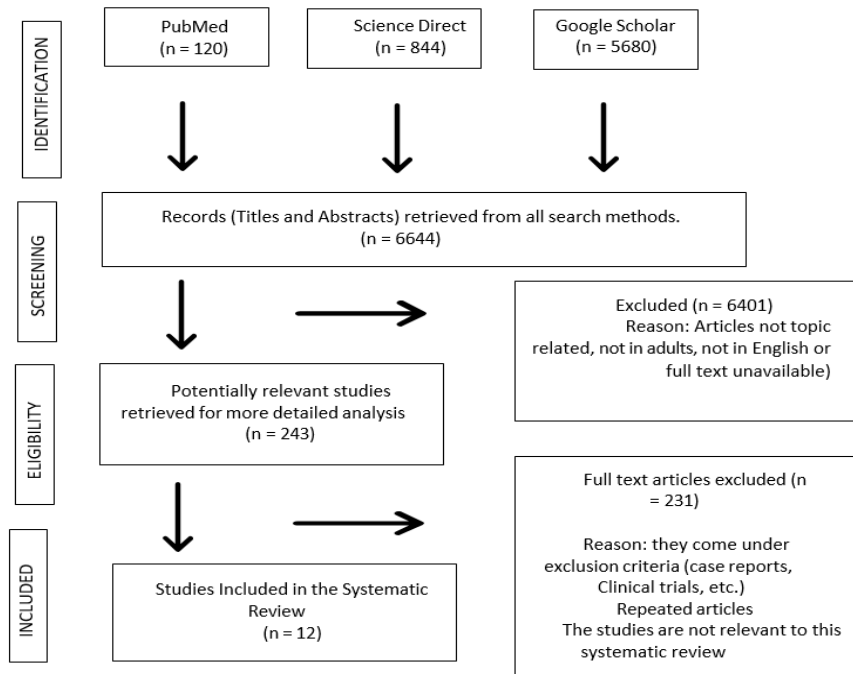 IDENTIFICATION
PubMed
(n = 120)
Science Direct
(n = 844)
Google Scholar
(n = 5680)
SCREENING
Records (Titles and Abstracts) retrieved from all search methods.
(n = 6644)
Excluded (n = 6401)
Reason: Articles not topic
related, not in adults, not in English or
full text unavailable)
ELIGIBILITY
Potentially relevant studies
retrieved for more detailed analysis
(n = 243)
Full text articles excluded (n
= 231)
Reason: they come under
exclusion criteria (case reports,
Clinical trials, etc.)
Repeated articles
The studies are not relevant to this
systematic review
INCLUDED
Studies Included in the Systematic
Review
(n = 12)